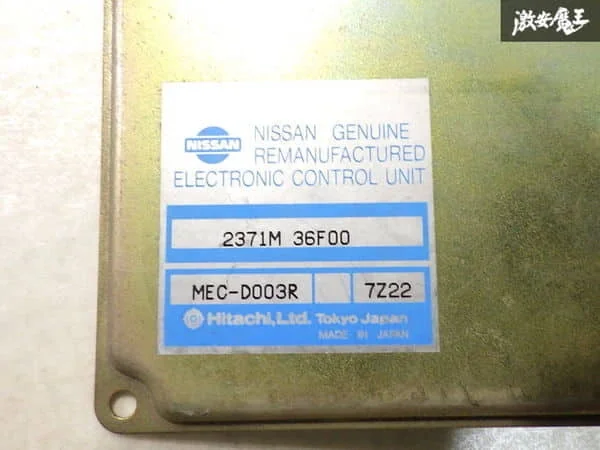 激安魔王
NISSAN
NISSAN GENUINE
REMANUFACTURED
ELECTRONIC CONTROL UNIT
2371M 36F00
MEC-D003R 7Z22
Hitachi, Ltd. Tokyo Japan
MADE IN JAPAN